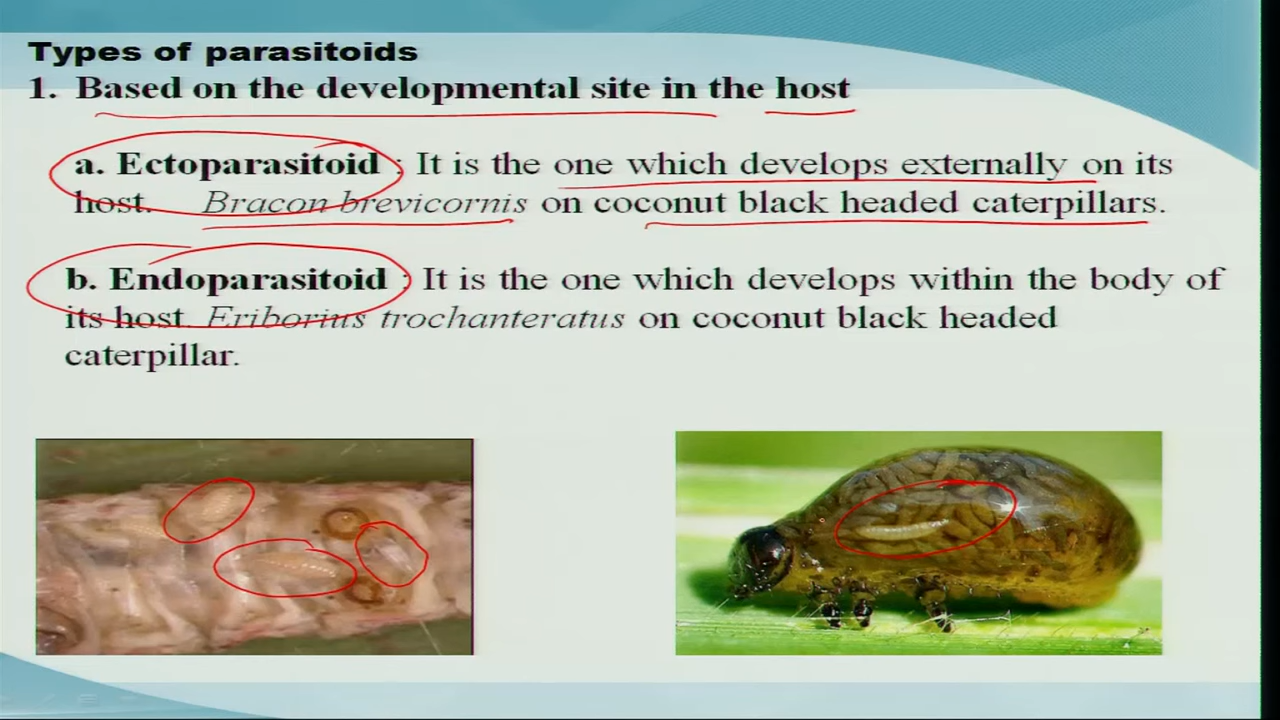 Types of parasitoids
1. Based on the developmental site in the host
a. Ectoparasitoid : It is the one which develops externally on its
host. Bracon brevicornis on coconut black headed caterpillars.
b. Endoparasitoid : It is the one which develops within the body of
its host. Eriborius trochanteratus on coconut black headed
caterpillar.